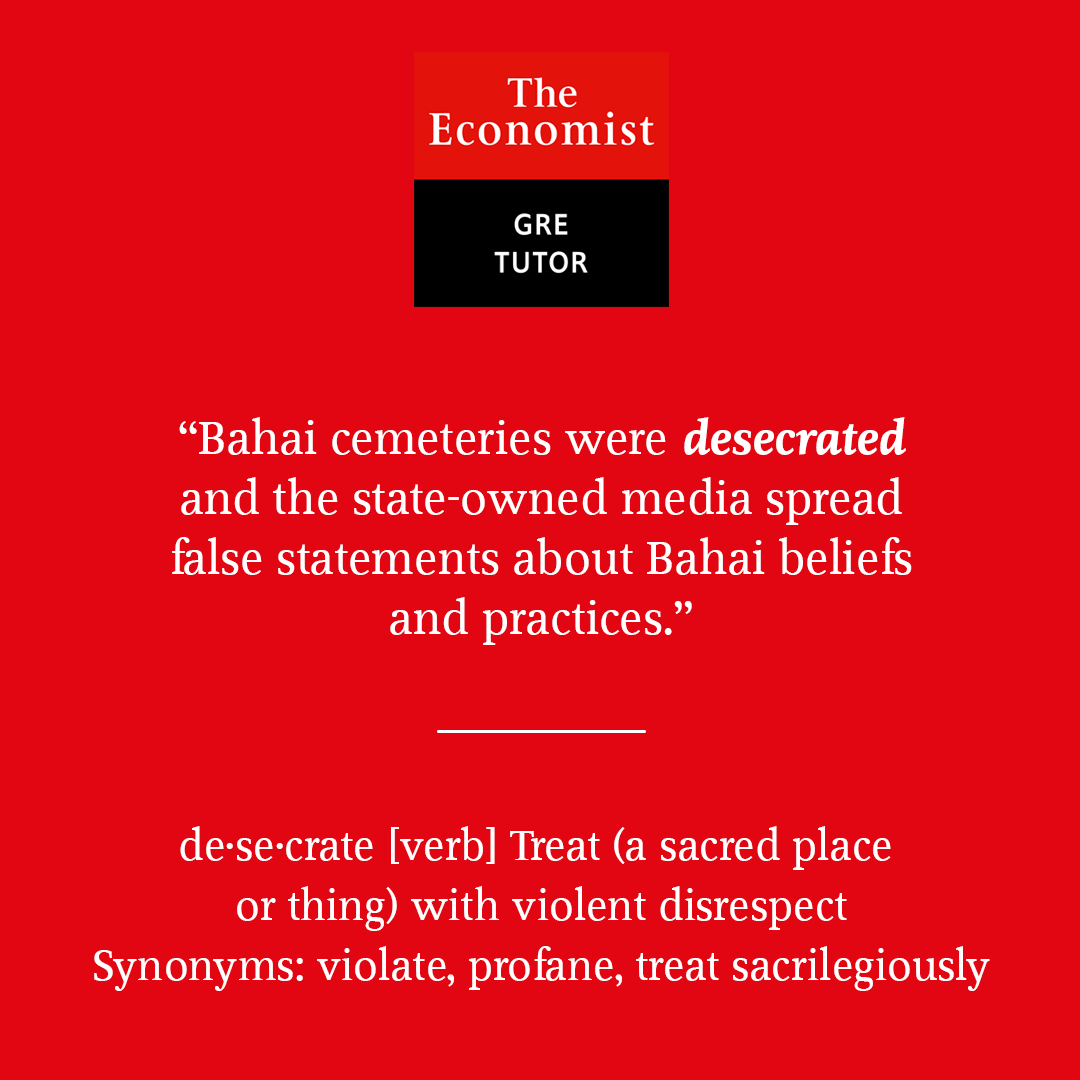 The
Economist
GRE
TUTOR
“Bahai cemeteries were desecrated
and the state-owned media spread
false statements about Bahai beliefs
and practices.”
de·se·crate [verb] Treat (a sacred place
or thing) with violent disrespect
Synonyms: violate, profane, treat sacrilegiously